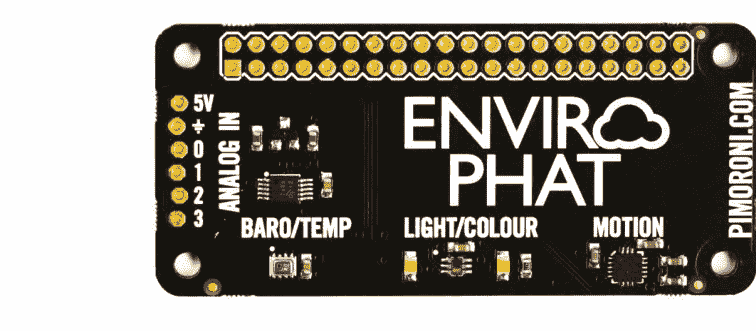 5V
0
1
2
3
ANALOG IN
ENVIRO
PHAT
BARO/TEMP
LIGHT/COLOUR
MOTION
PIMORONI.COM